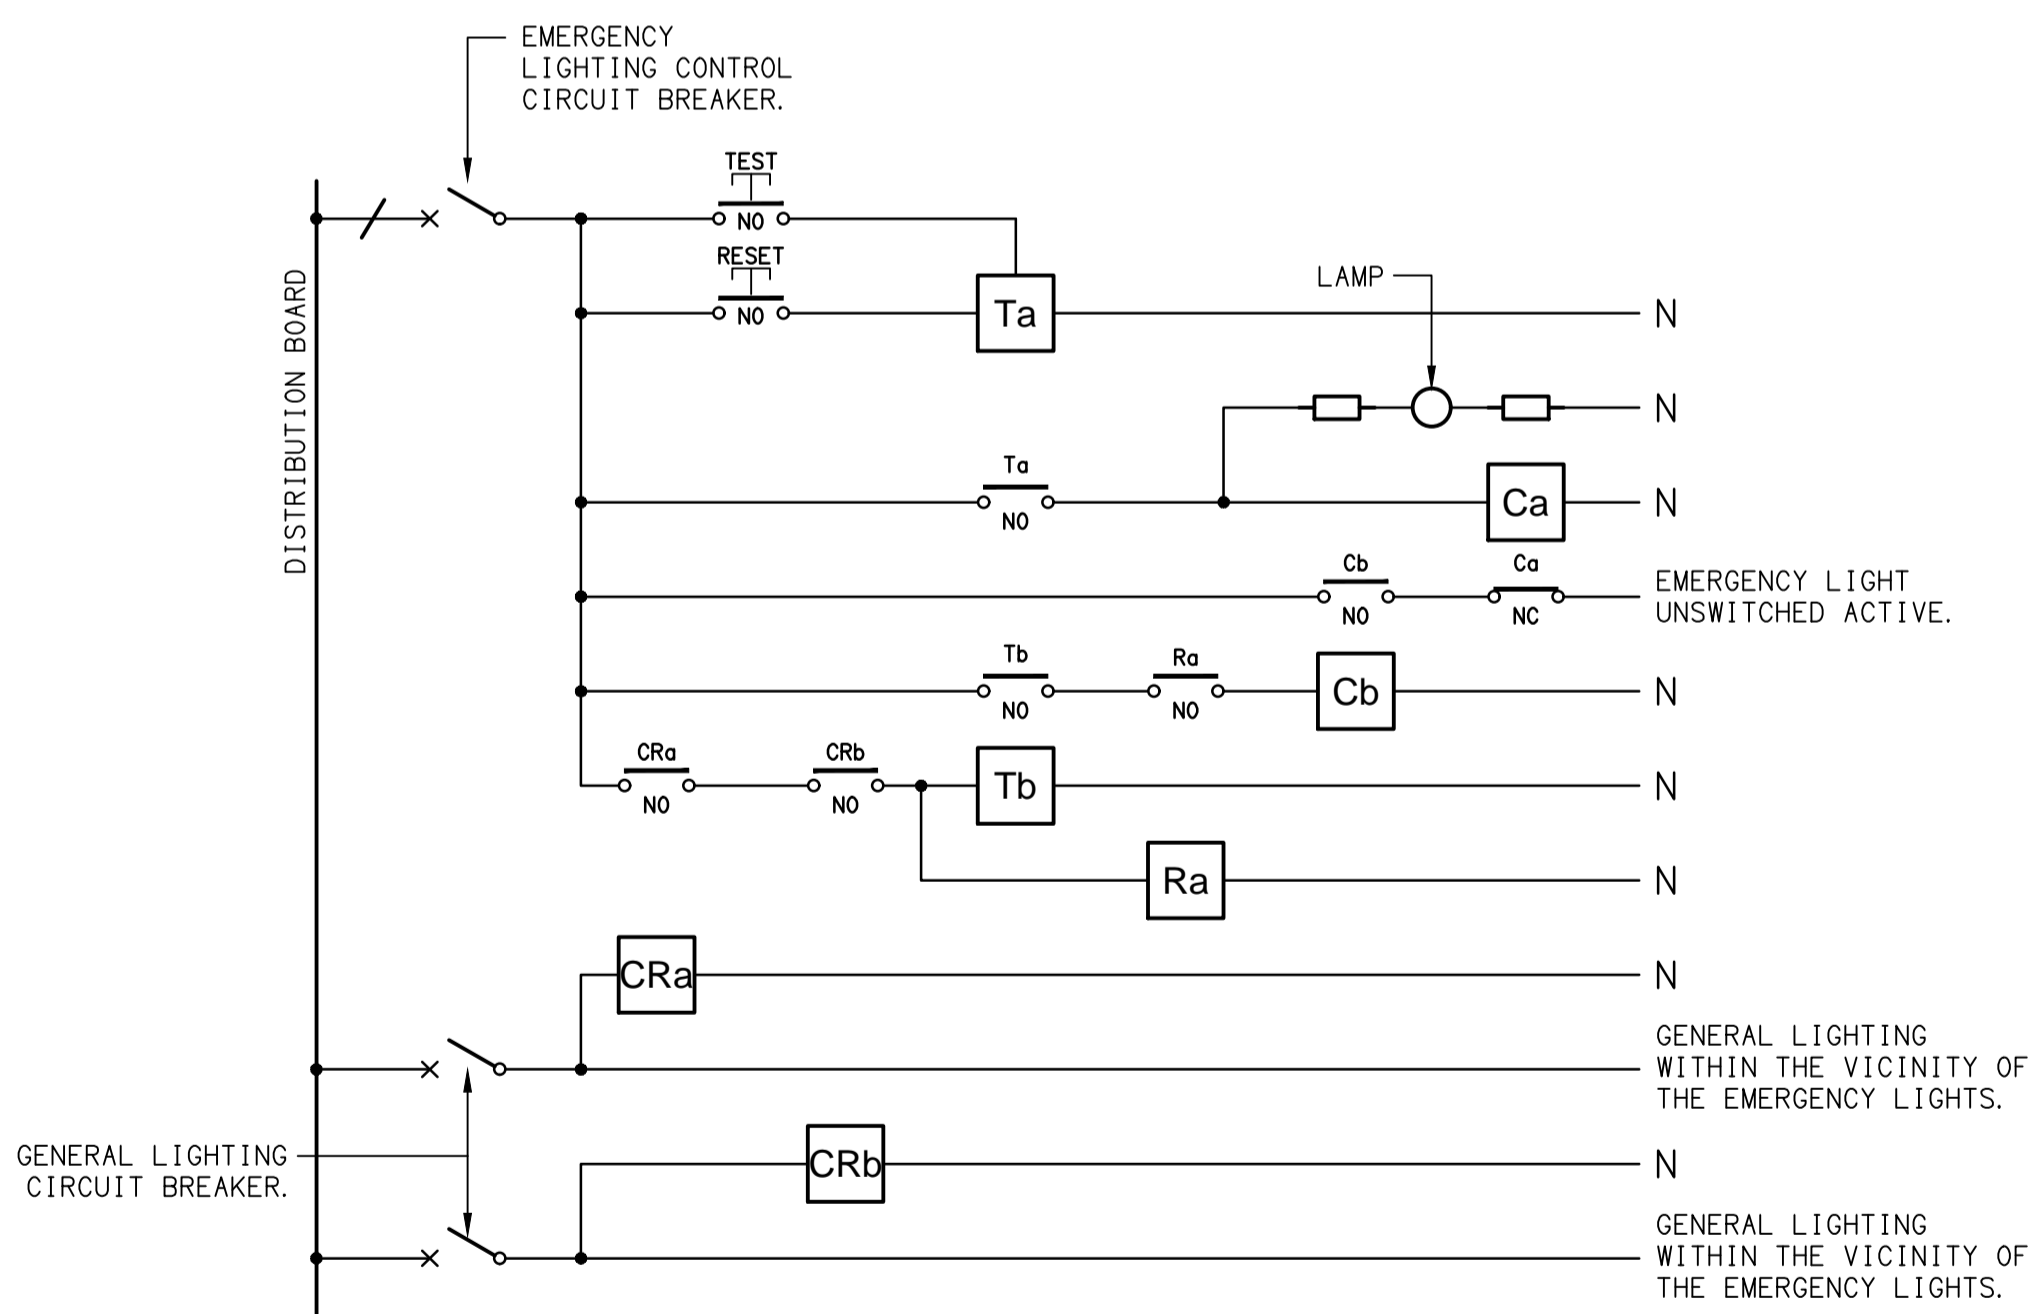 EMERGENCY
LIGHTING CONTROL
CIRCUIT BREAKER.
TEST
NO
RESET
NO
Ta
N
LAMP
N
DISTRIBUTION BOARD
Ta
NO
Ca
N
Cb
NO
Ca
NC
EMERGENCY LIGHT
UNSWITCHED ACTIVE.
Tb
NO
Ra
NO
Cb
N
CRa
NO
CRb
NO
Tb
N
Ra
N
CRa
N
GENERAL LIGHTING
WITHIN THE VICINITY OF
THE EMERGENCY LIGHTS.
GENERAL LIGHTING
CIRCUIT BREAKER.
CRb
N
GENERAL LIGHTING
WITHIN THE VICINITY OF
THE EMERGENCY LIGHTS.